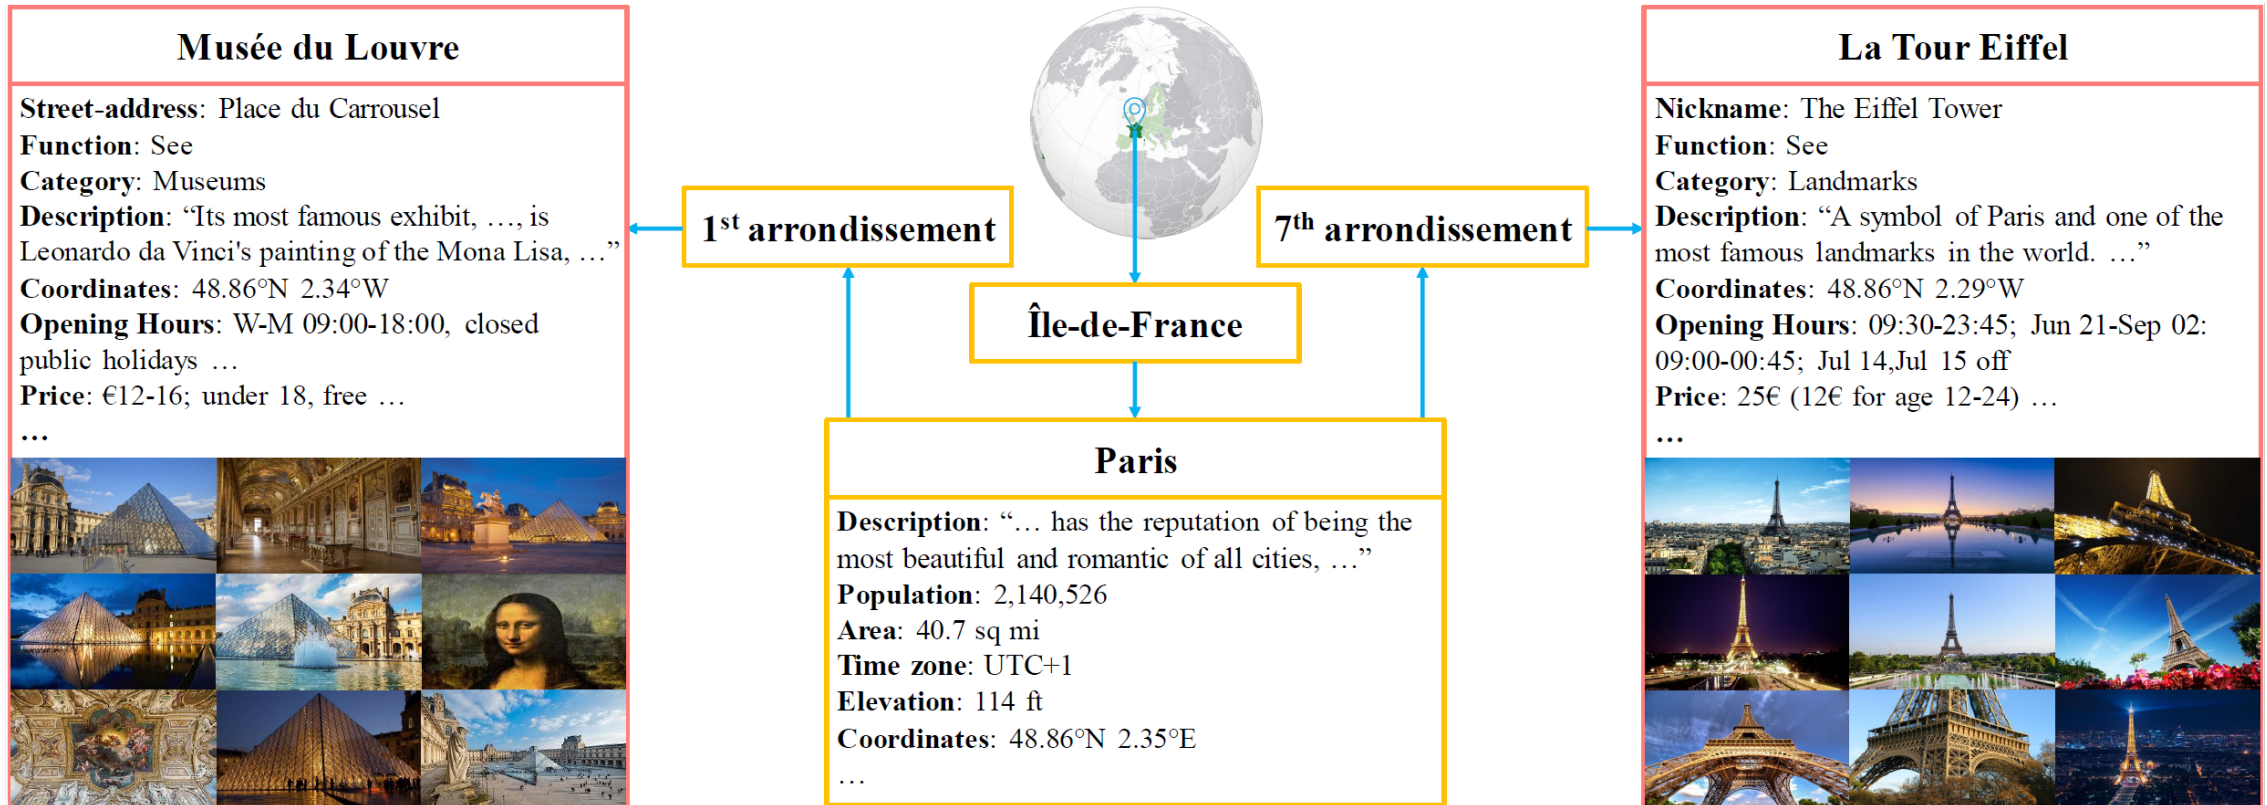 Musée du Louvre
Street-address: Place du Carrousel
Function: See
Category: Museums
Description: “Its most famous exhibit, …, is
Leonardo da Vinci's painting of the Mona Lisa, …”
Coordinates: 48.86°N 2.34°W
Opening Hours: W-M 09:00-18:00, closed
public holidays …
Price: €12-16; under 18, free …
…
1st arrondissement
Île-de-France
7th arrondissement
Paris
Description: “… has the reputation of being the
most beautiful and romantic of all cities, …”
Population: 2,140,526
Area: 40.7 sq mi
Time zone: UTC+1
Elevation: 114 ft
Coordinates: 48.86°N 2.35°E
…
La Tour Eiffel
Nickname: The Eiffel Tower
Function: See
Category: Landmarks
Description: “A symbol of Paris and one of the
most famous landmarks in the world. …”
Coordinates: 48.86°N 2.29°W
Opening Hours: 09:30-23:45; Jun 21-Sep 02:
09:00-00:45; Jul 14,Jul 15 off
Price: 25€ (12€ for age 12-24) …
…